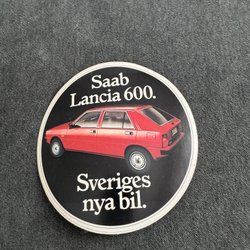 Saab
Lancia 600.
Sveriges
nya bil.